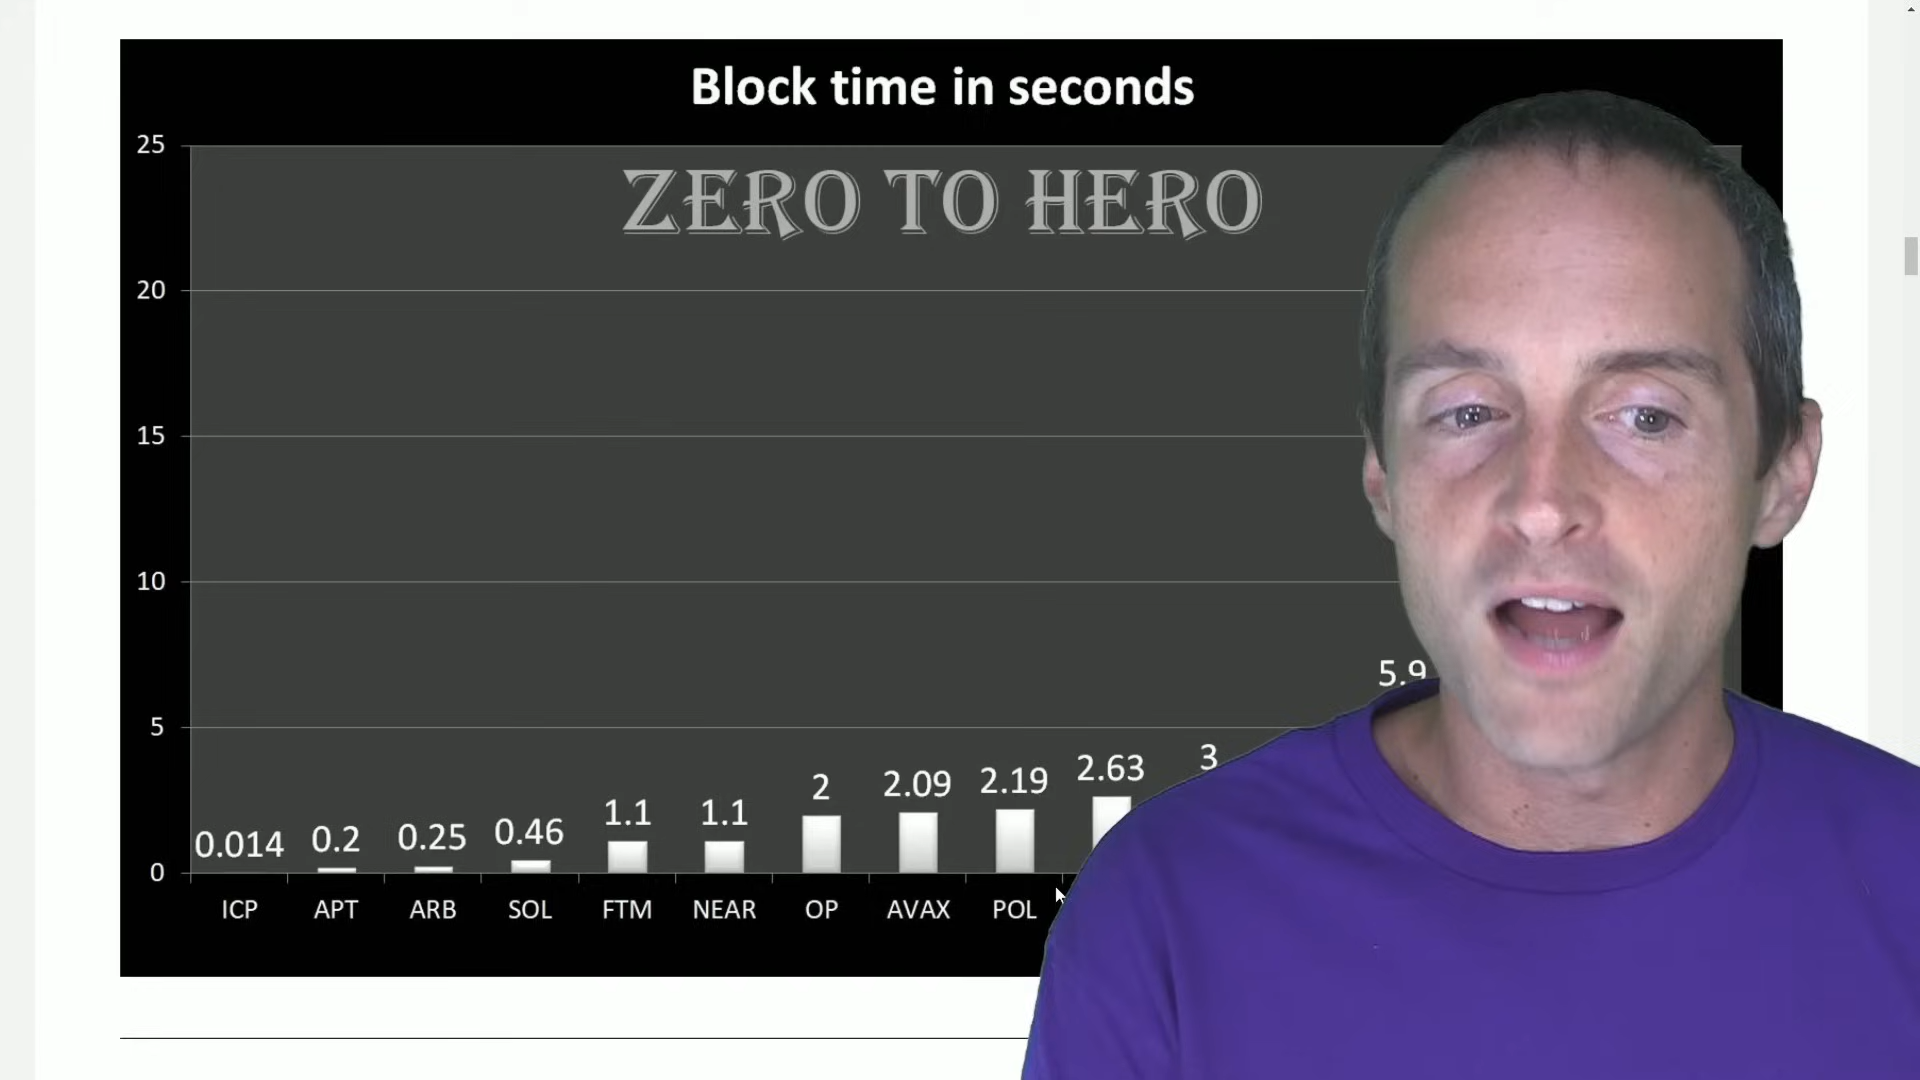 Block time in seconds
ZERO TO HERO
25
20
15
10
5
0
0.014 0.2 0.25 0.46 1.1 1.1 2 2.09 2.19 2.63 3 5.9
ICP APT ARB SOL FTM NEAR OP AVAX POL